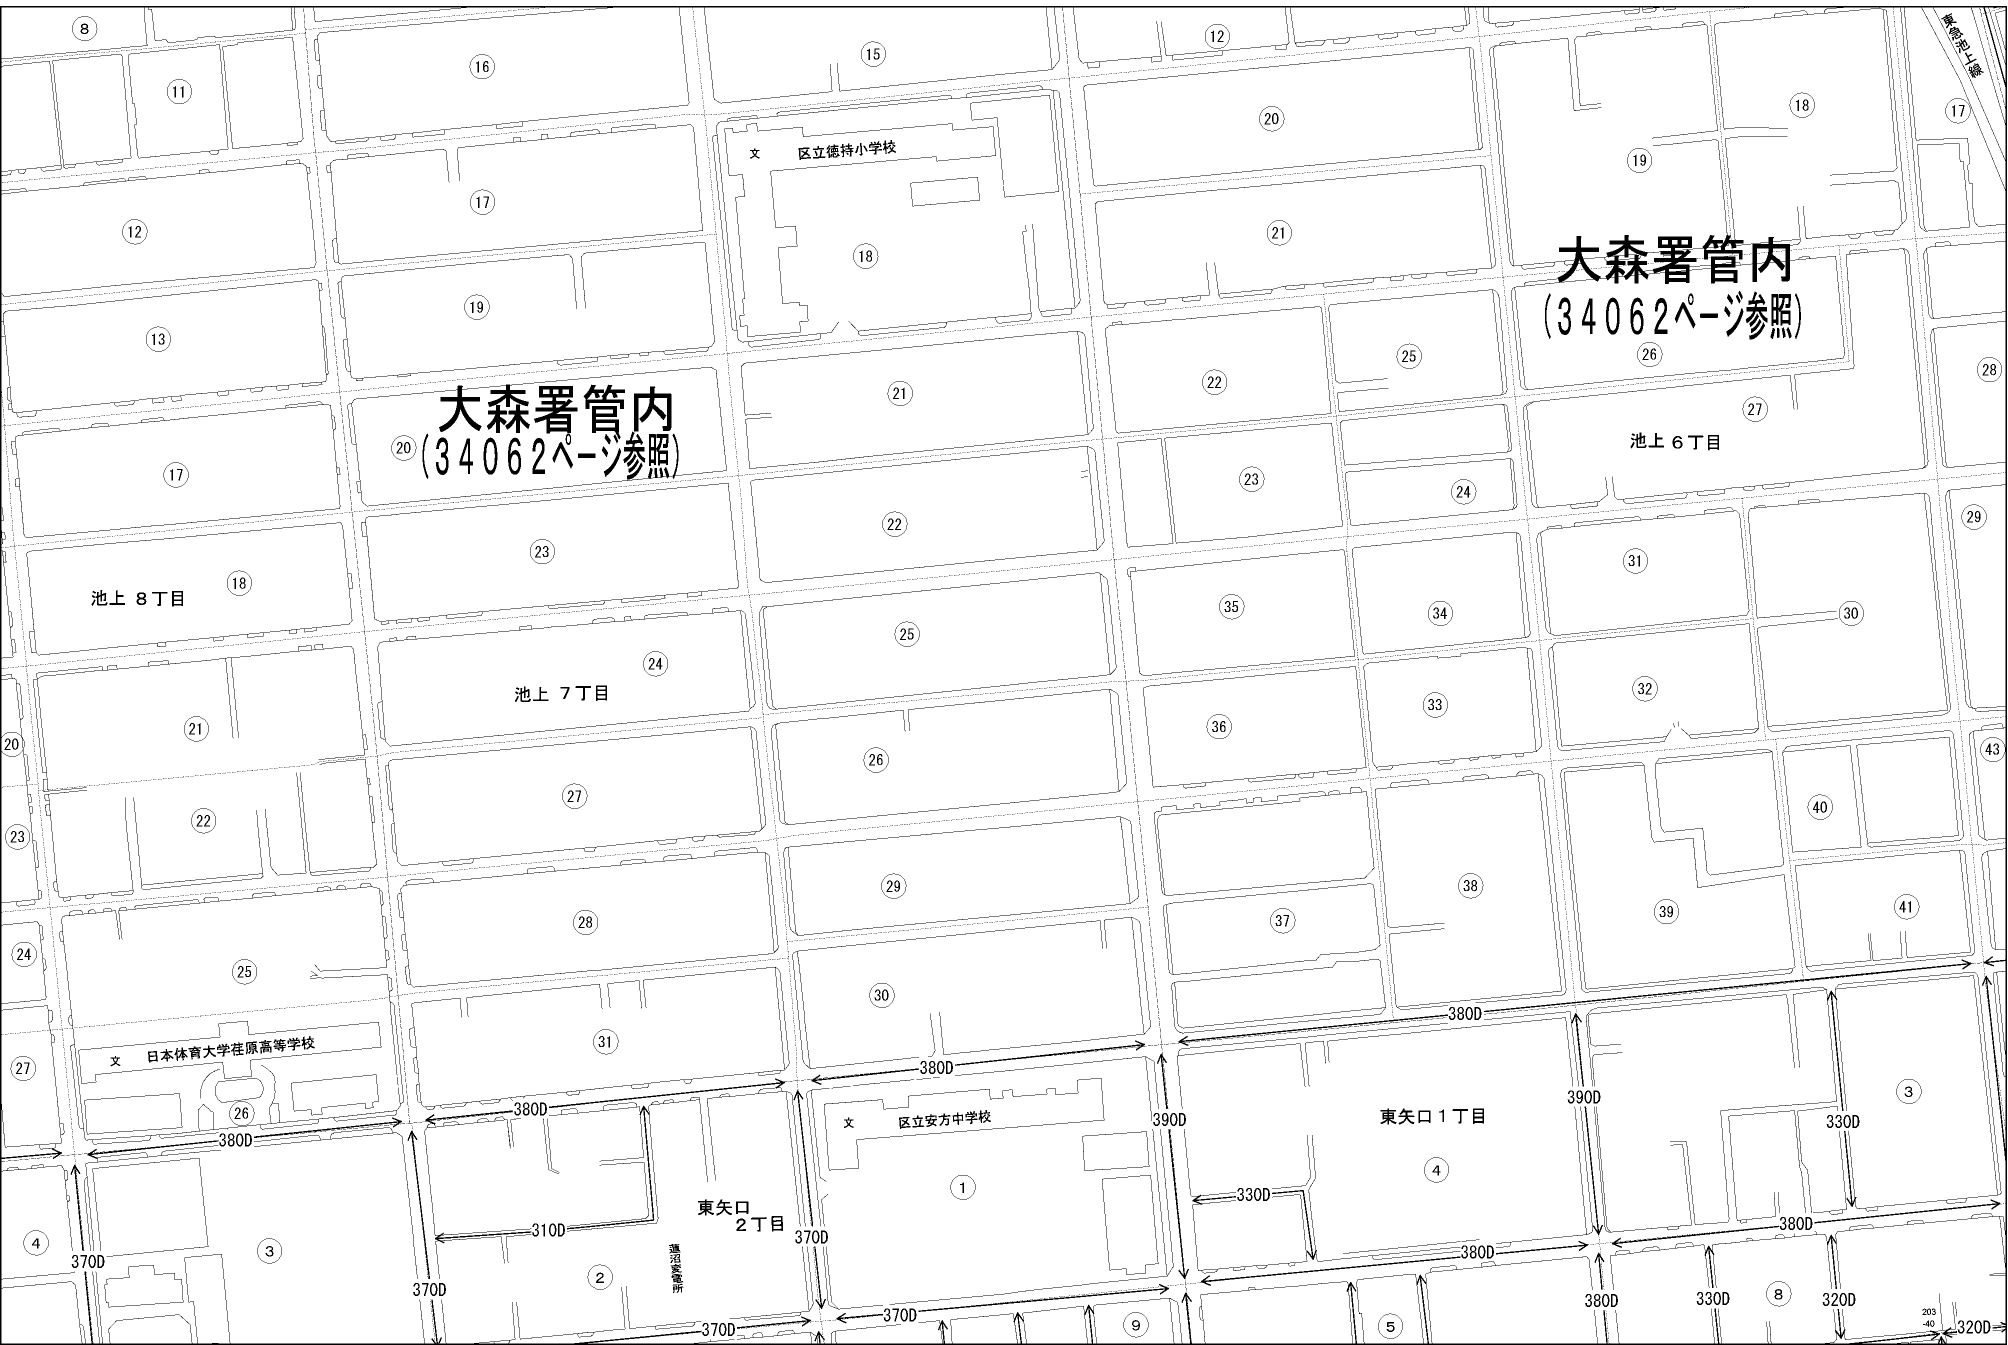 8
16
15
12
東急池上線
11
18
17
20
19
文 区立徳持小学校
17
12
21
18
大森署管内
(34062ページ参照)
19
13
25
26
28
21
22
大森署管内
(34062ページ参照)
20
27
池上 6丁目
17
23
24
29
22
23
31
18
池上 8丁目
35
34
30
25
24
池上 7丁目
32
33
36
21
20
26
43
27
40
22
23
29
38
37
39
41
28
24
25
30
380D
31
日本体育大学荏原高等学校
文
27
26
380D
380D
380D
文 区立安方中学校
390D
東矢口1丁目
390D
330D
3
4
1
330D
東矢口
2丁目
310D
370D
380D
380D
4
3
370D
370D
2
蓮沼変電所
370D
370D
9
5
380D
330D
8
320D
203
-40
320D